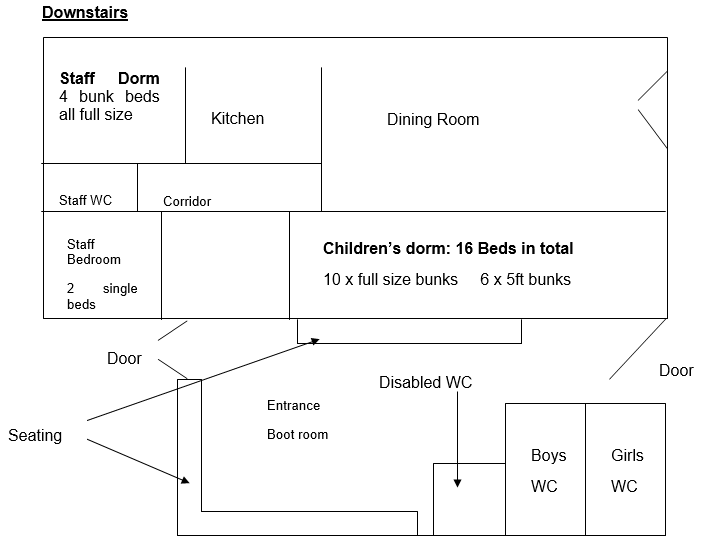 Downstairs
Staff Dorm
4 bunk beds
all full size
Kitchen
Dining Room
Staff WC
Corridor
Staff
Bedroom
2 single
beds
Children's dorm: 16 Beds in total
10 x full size bunks 6 x 5ft bunks
Door
Disabled WC
Door
Entrance
Boot room
Seating
Boys
WC
Girls
WC